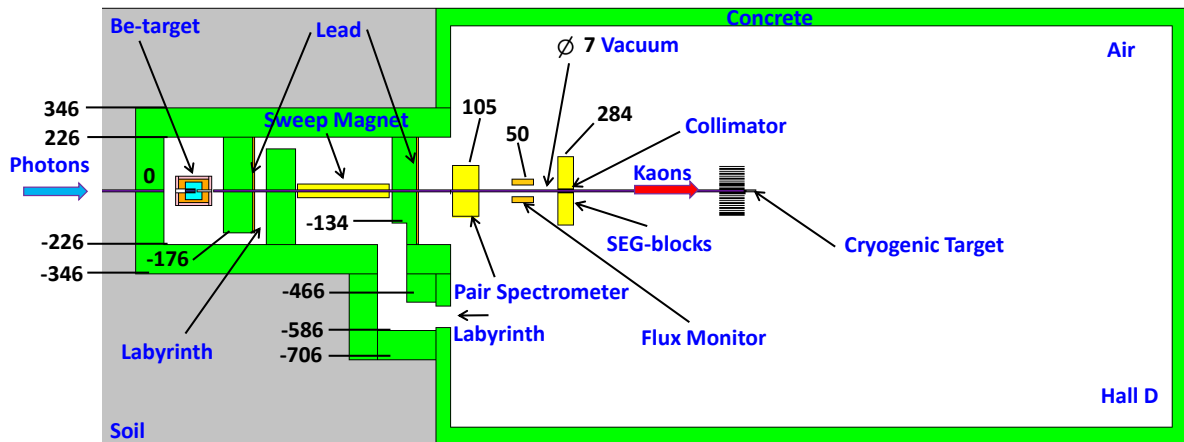 Concrete
Be-target
Lead
⌀ 7 Vacuum
Air
346
Sweep Magnet
105
50
284
Collimator
226
Photons
0
Kaons
-134
-226
-176
SEG-blocks
Cryogenic Target
-346
-466
Pair Spectrometer
-586
Labyrinth
Flux Monitor
Labyrinth
-706
Hall D
Soil